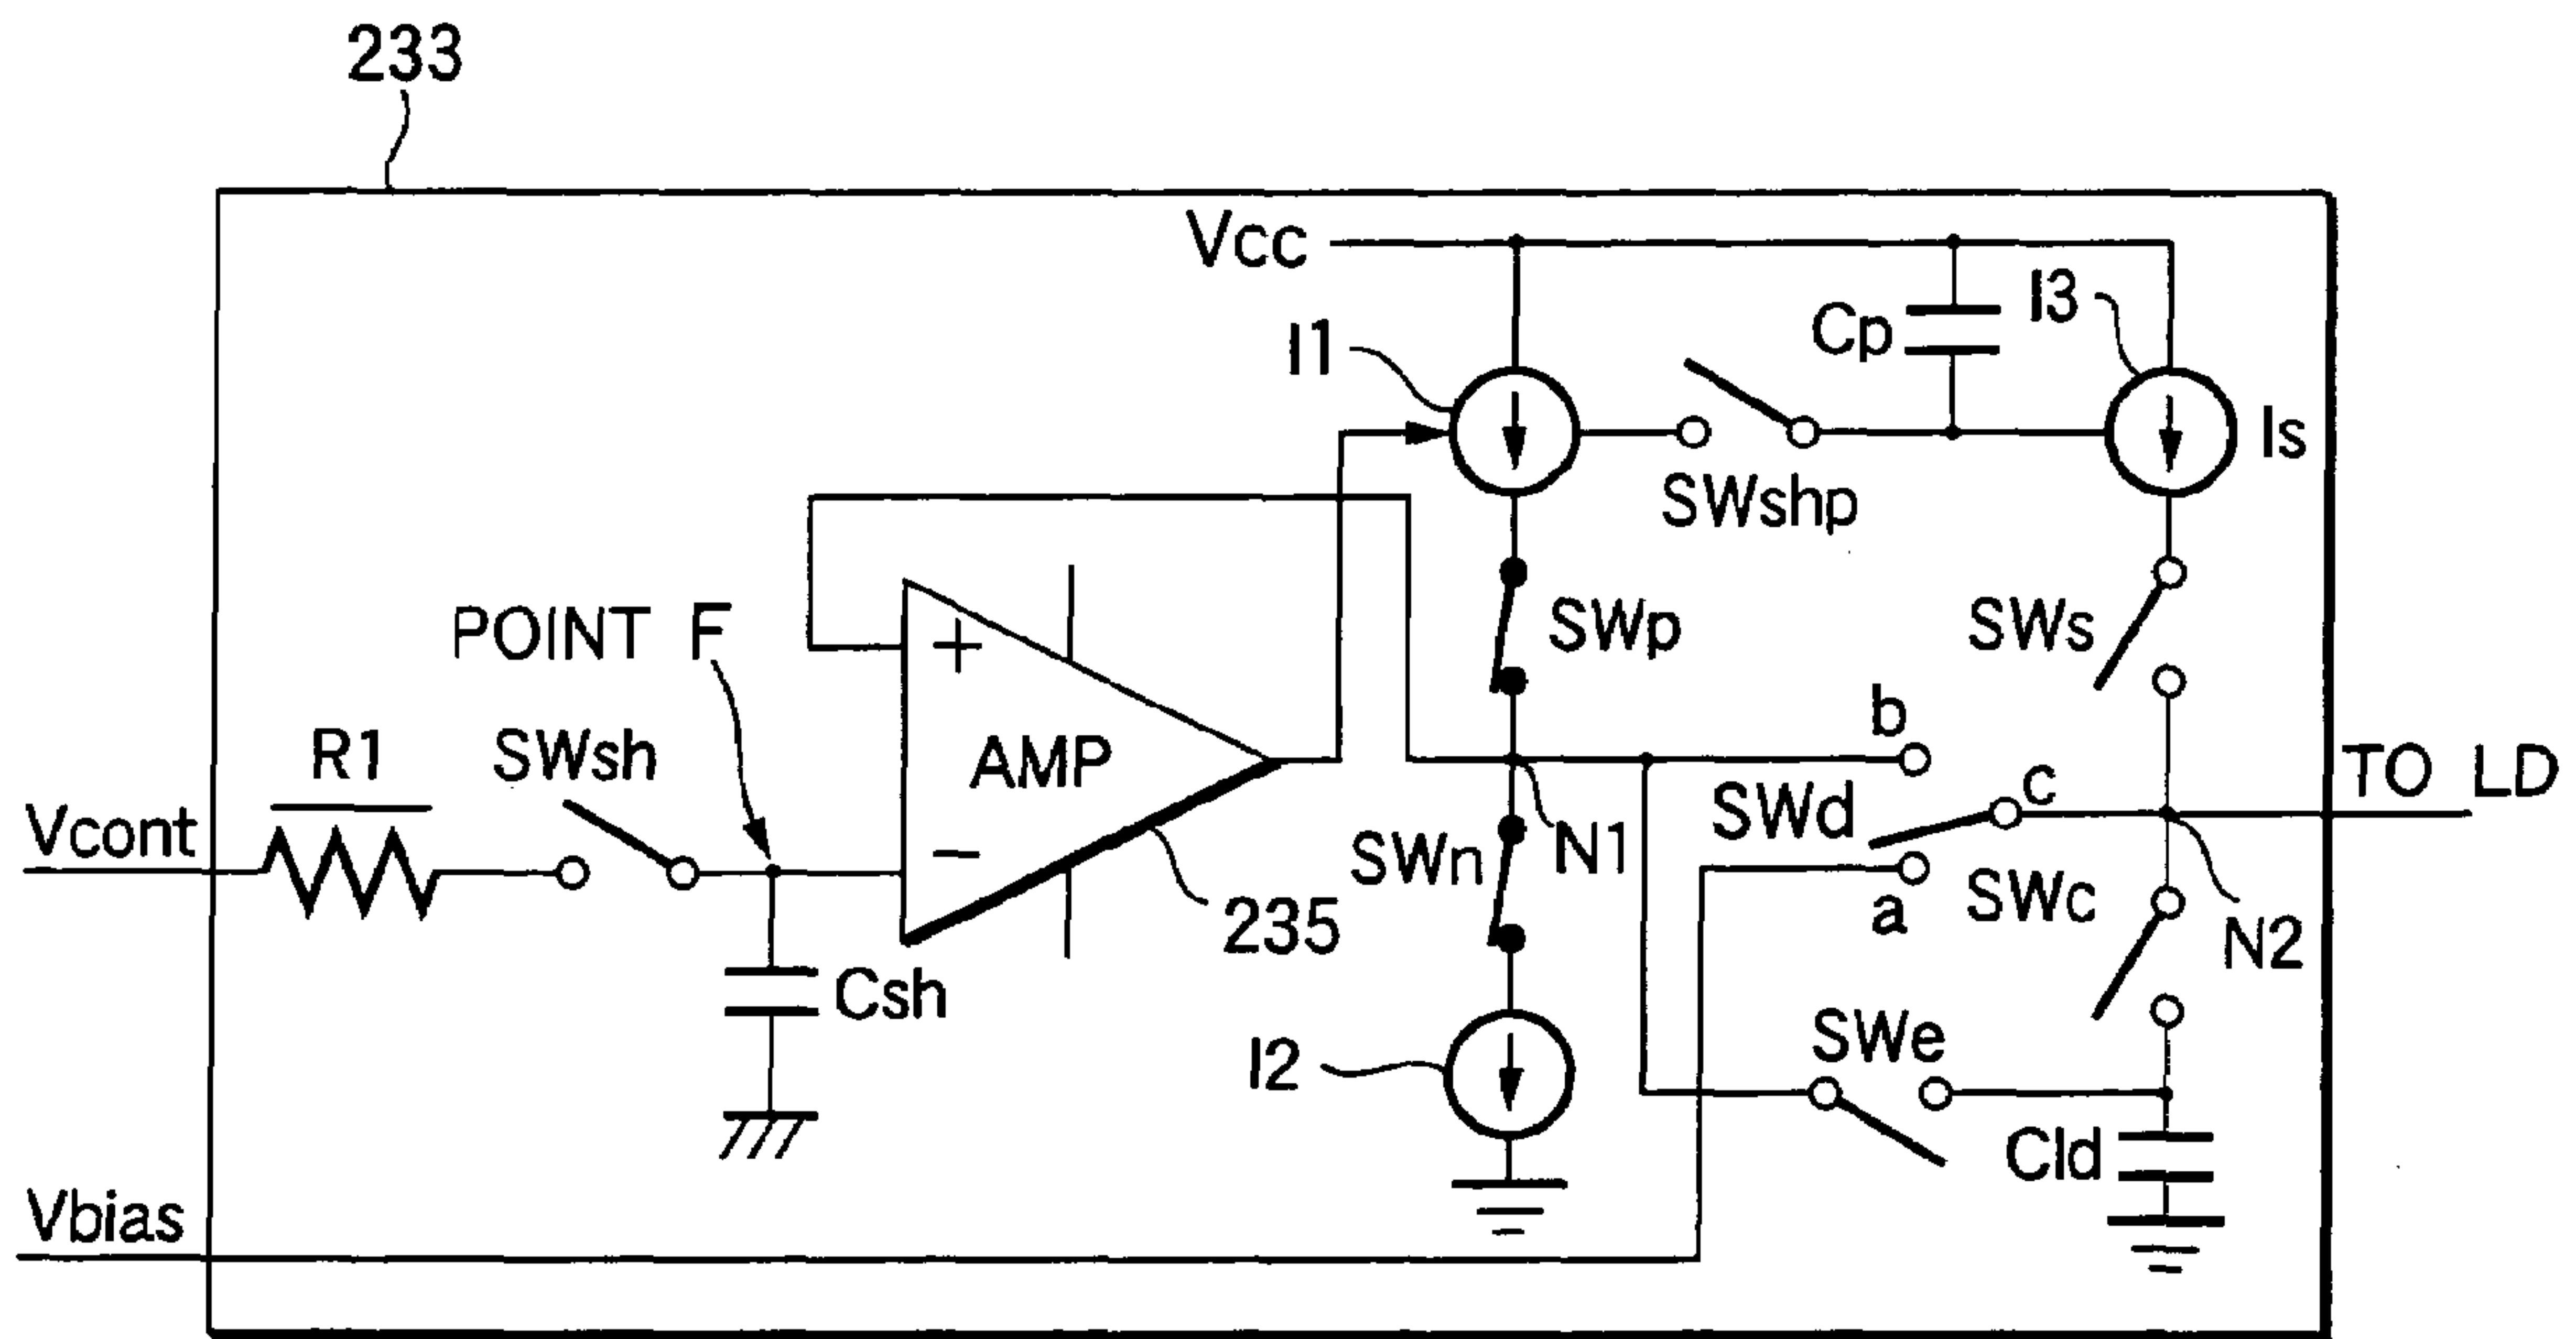 233
Vcc
I1
Cp
I3
Is
SWshp
POINT F
+
SWp
SWs
R1
SWsh
AMP
b
c
TO LD
Vcont
SWd
−
SWn
N1
a
SWc
235
N2
Csh
I2
SWe
Cld
Vbias